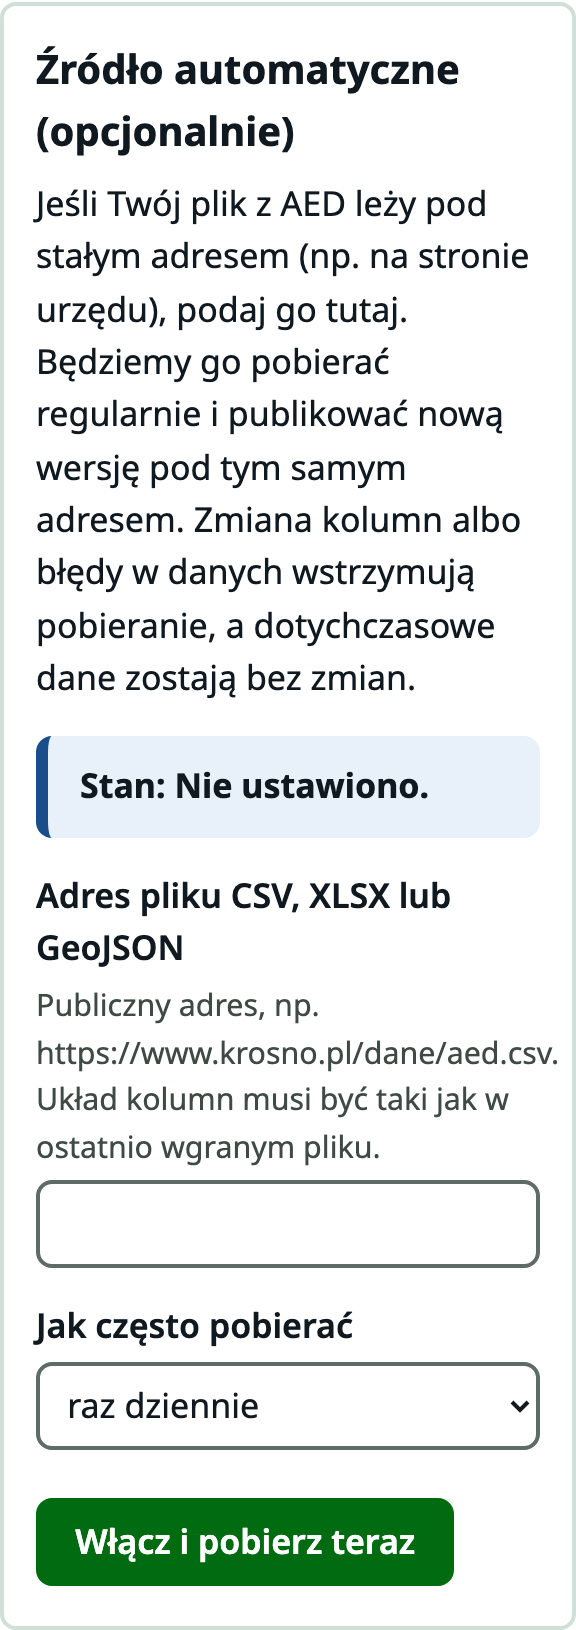 Źródło automatyczne
(opcjonalnie)
Jeśli Twój plik z AED leży pod
stałym adresem (np. na stronie
urzędu), podaj go tutaj.
Będziemy go pobierać
regularnie i publikować nową
wersję pod tym samym
adresem. Zmiana kolumn albo
błędy w danych wstrzymują
pobieranie, a dotychczasowe
dane zostają bez zmian.
Stan: Nie ustawiono.
Adres pliku CSV, XLSX lub
GeoJSON
Publiczny adres, np.
https://www.krosno.pl/dane/aed.csv.
Układ kolumn musi być taki jak w
ostatnio wgranym pliku.
Jak często pobierać
raz dziennie
Włącz i pobierz teraz